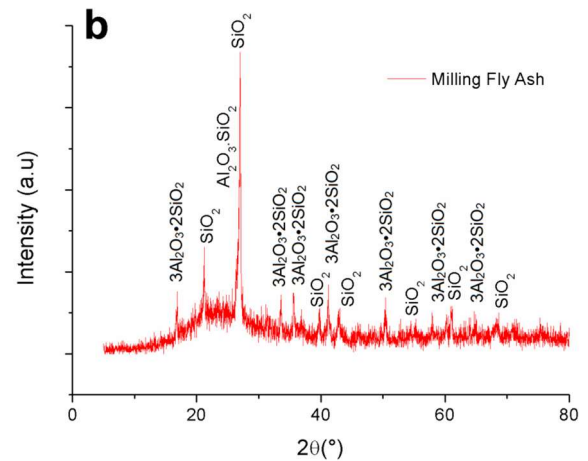 b
SiO₂
Milling Fly Ash
Al₂O₃.SiO₂
3Al₂O₃•2SiO₂
SiO₂
3Al₂O₃•2SiO₂
3Al₂O₃•2SiO₂
SiO₂
3Al₂O₃•2SiO₂
SiO₂
3Al₂O₃•2SiO₂
SiO₂
3Al₂O₃•2SiO₂
SiO₂
3Al₂O₃•2SiO₂
SiO₂
Intensity (a.u)
0 20 40 60 80
2θ(°)